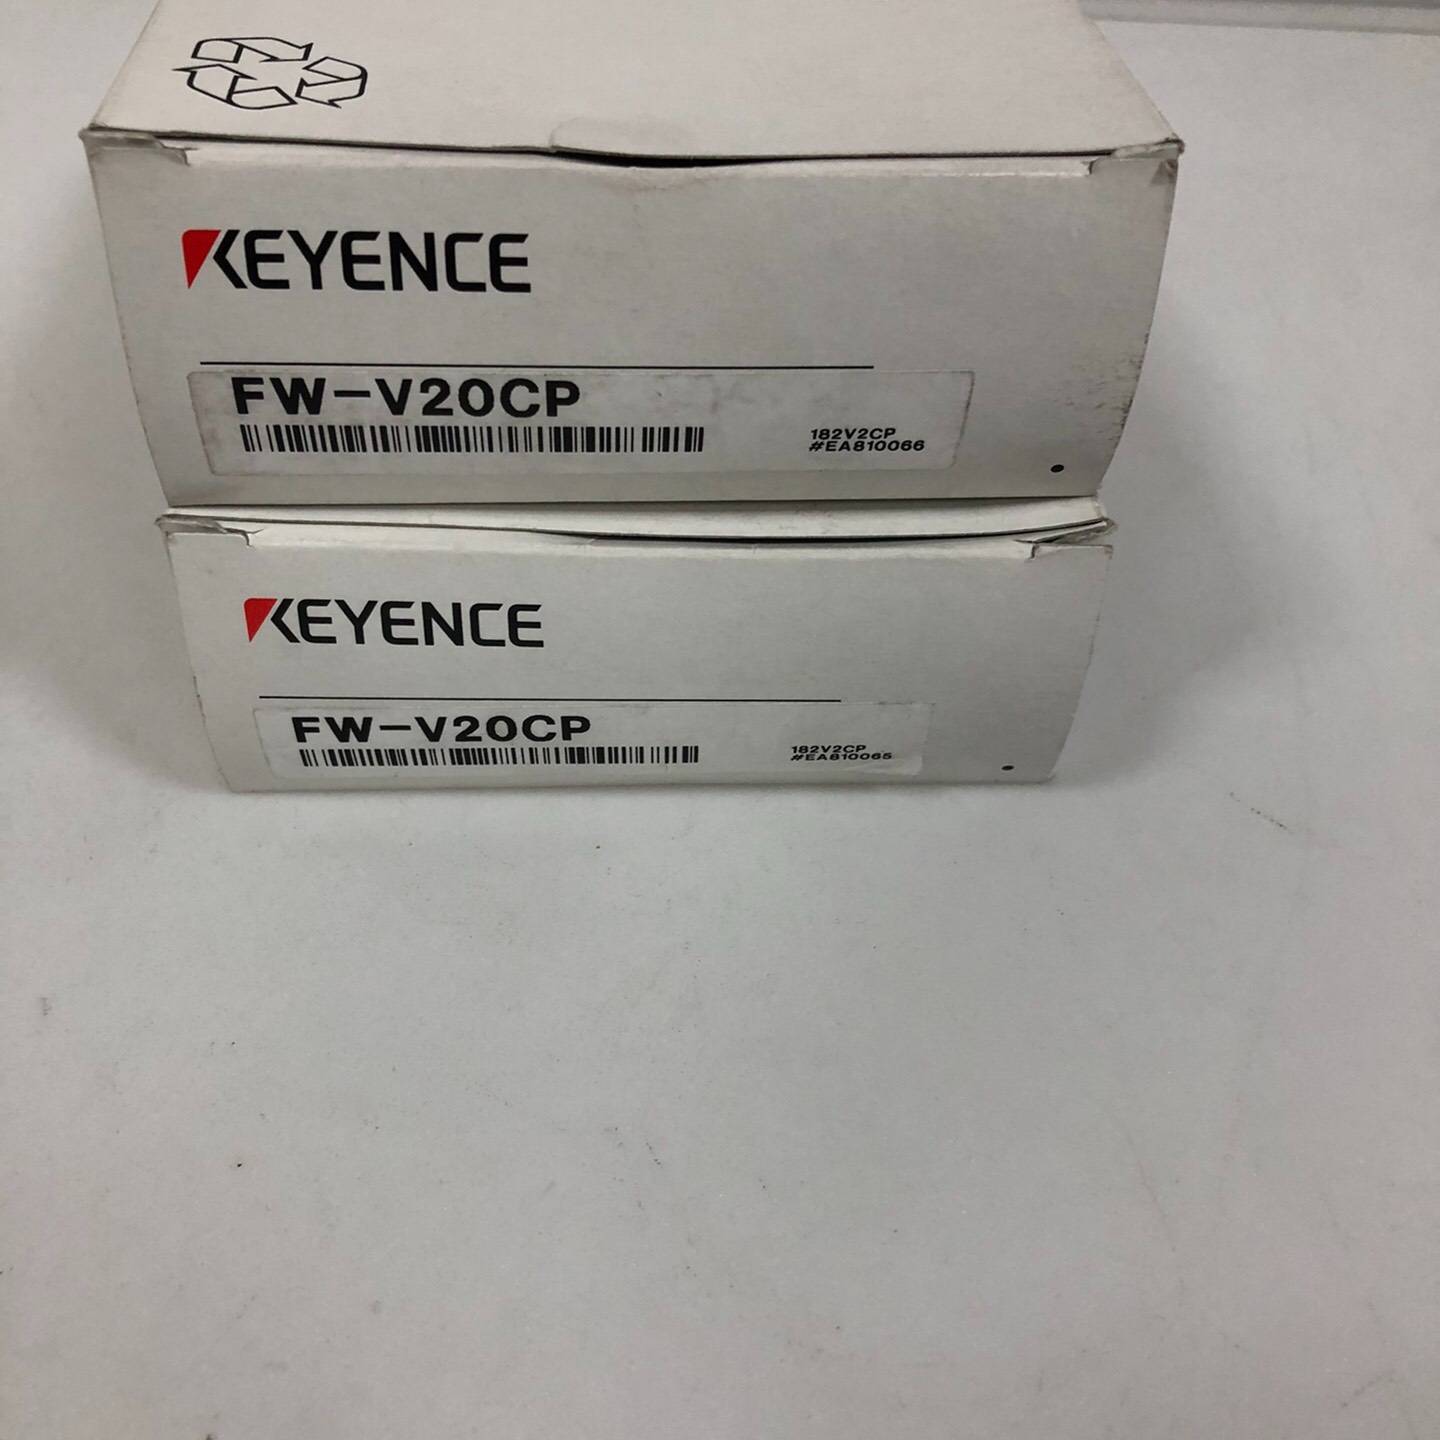 KEYENCE
FW-V20CP
182V2CP
#EA810066
KEYENCE
FW-V20CP
182V2CP
#EA810065